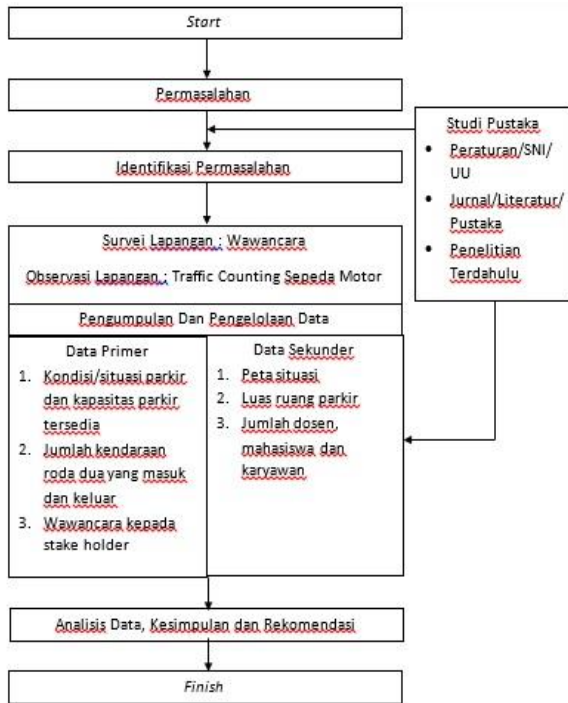 Start
Permasalahan
Identifikasi Permasalahan
Studi Pustaka
• Peraturan/SNI/
UU
• Jurnal/Literatur/
Pustaka
• Penelitian
Terdahulu
Survei Lapangan : Wawancara
Observasi Lapangan : Traffic Counting Sepeda Motor
Pengumpulan Dan Pengelolaan Data
Data Primer
1. Kondisi/situasi parkir
dan kapasitas parkir
tersedia
2. Jumlah kendaraan
roda dua yang masuk
dan keluar
3. Wawancara kepada
stake holder
Data Sekunder
1. Peta situasi
2. Luas ruang parkir
3. Jumlah dosen,
mahasiswa dan
karyawan
Analisis Data, Kesimpulan dan Rekomendasi
Finish